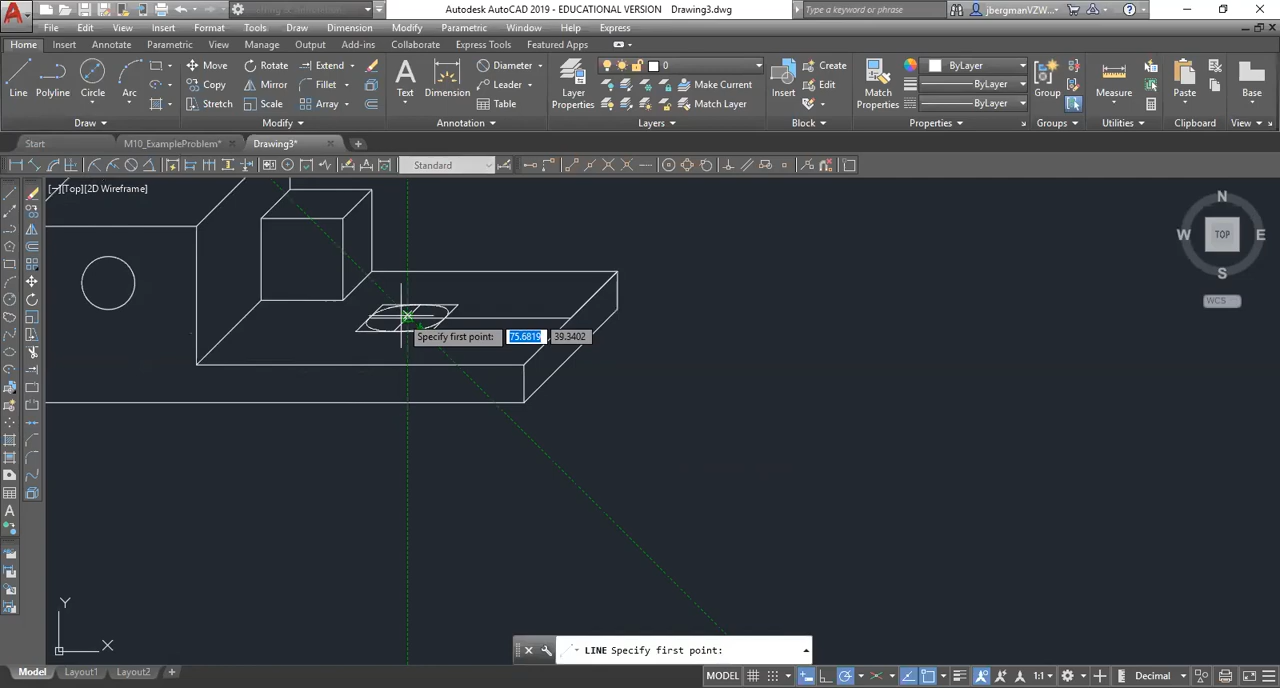 Autodesk AutoCAD 2019 - EDUCATIONAL VERSION Drawing3.dwg
Type a keyword or phrase
jbergmanVZW...
File Edit View Insert Format Tools Draw Dimension Modify Parametric Window Help Express
Home Insert Annotate Parametric View Manage Output Add-ins Collaborate Express Tools Featured Apps
Line Polyline Circle Arc
Move Rotate Extend
Copy Mirror Fillet
Stretch Scale Array
Text Dimension
Diameter
Leader
Table
Layer Properties
0
Make Current
Match Layer
Insert
Create
Edit
Match Properties
ByLayer
ByLayer
ByLayer
Group
Measure
Paste
Base
Draw Modify Annotation Layers Block Properties Groups Utilities Clipboard View
Start M10_ExampleProblem* Drawing3*
Standard
[−][Top][2D Wireframe]
N
W TOP E
S
WCS
Specify first point: 75.6819 39.3402
Y
X
LINE Specify first point:
Model Layout1 Layout2 +
MODEL 1:1 Decimal